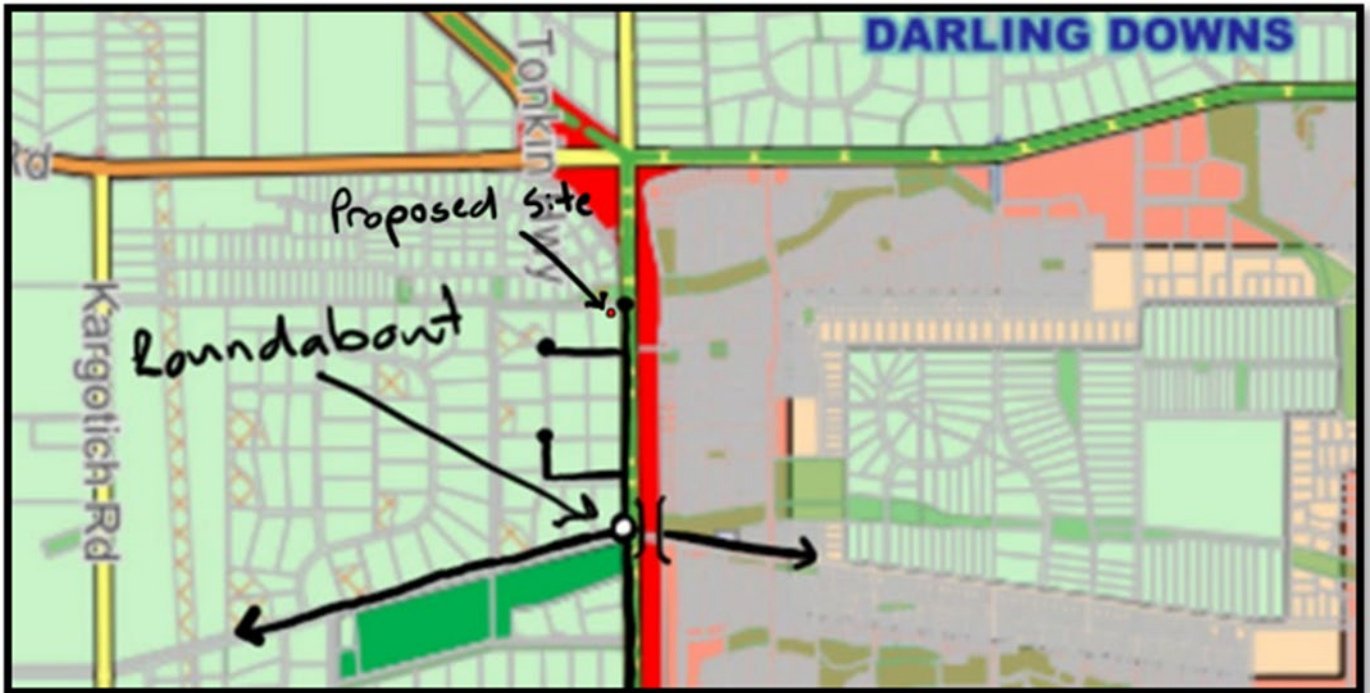 DARLING DOWNS
Tonkin Hwy
Rd
Proposed site
Roundabout
Kargotich Rd